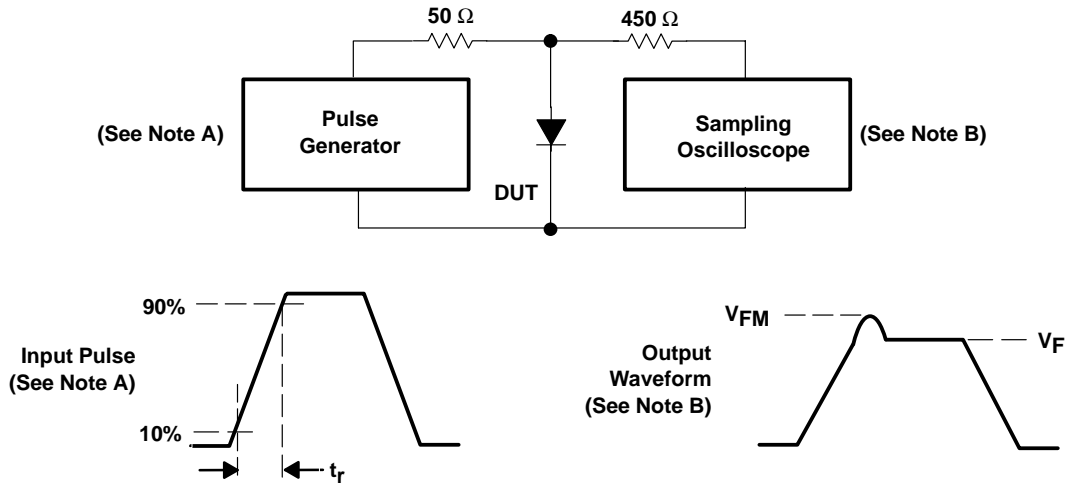 50 Ω
450 Ω
(See Note A)
Pulse
Generator
DUT
Sampling
Oscilloscope
(See Note B)
90%
Input Pulse
(See Note A)
10%
tr
VFM
VF
Output
Waveform
(See Note B)